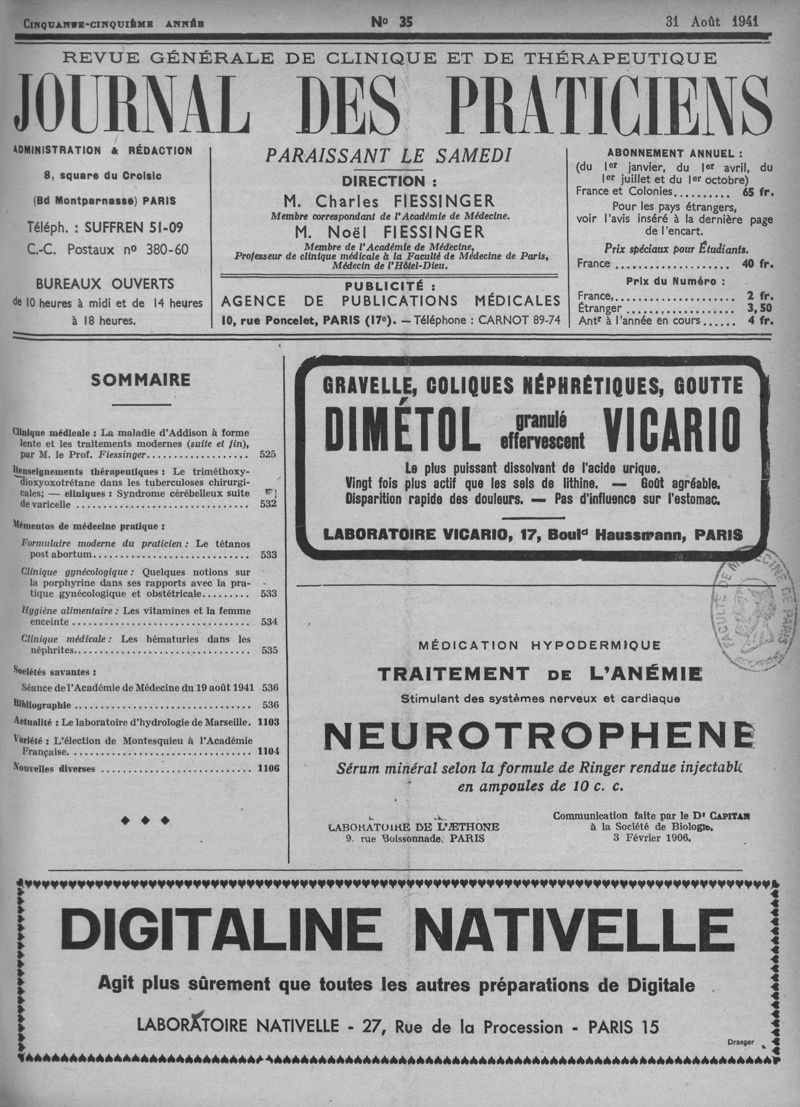 CINQUANTE-CINQUIÈME ANNÉE
No 35
31 Août 1941
REVUE GÉNÉRALE DE CLINIQUE ET DE THÉRAPEUTIQUE
JOURNAL DES PRATICIENS
ADMINISTRATION & RÉDACTION
8, square du Croisic
(Bd Montparnasse) PARIS
Téléph. : SUFFREN 51-09
C.-C. Postaux no 380-60
BUREAUX OUVERTS
de 10 heures à midi et de 14 heures
à 18 heures.
PARAISSANT LE SAMEDI
DIRECTION :
M. Charles FIESSINGER
Membre correspondant de l'Académie de Médecine.
M. Noël FIESSINGER
Membre de l'Académie de Médecine,
Professeur de clinique médicale à la Faculté de Médecine de Paris,
Médecin de l'Hôtel-Dieu.
PUBLICITÉ :
AGENCE DE PUBLICATIONS MÉDICALES
10, rue Poncelet, PARIS (17e). — Téléphone : CARNOT 89-74
ABONNEMENT ANNUEL :
(du 1er janvier, du 1er avril, du
1er juillet et du 1er octobre)
France et Colonies.......... 65 fr.
Pour les pays étrangers,
voir l'avis inséré à la dernière page
de l'encart.
Prix spéciaux pour Étudiants.
France .................. 40 fr.
Prix du Numéro :
France,.................. 2 fr.
Étranger .................. 3,50
Antr à l'année en cours...... 4 fr.
SOMMAIRE
Clinique médicale : La maladie d'Addison à forme
lente et les traitements modernes (suite et fin),
par M. le Prof. Fiessinger.................. 525
Renseignements thérapeutiques : Le triméthoxy-
dioxyoxotrétane dans les tuberculoses chirurgi-
cales; — cliniques : Syndrome cérébelleux suite
de varicelle .............................. 532
Mémentos de médecine pratique :
Formulaire moderne du praticien : Le tétanos
post abortum.............................. 533
Clinique gynécologique : Quelques notions sur
la porphyrine dans ses rapports avec la pra-
tique gynécologique et obstétricale......... 533
Hygiène alimentaire : Les vitamines et la femme
enceinte .................................. 534
Clinique médicale : Les hématuries dans les
néphrites.................................. 535
Sociétés savantes :
Séance de l'Académie de Médecine du 19 août 1941 536
Bibliographie .............................. 536
Actualité : Le laboratoire d'hydrologie de Marseille. 1103
Variété : L'élection de Montesquieu à l'Académie
Française.................................. 1104
Nouvelles diverses .......................... 1106
GRAVELLE, COLIQUES NÉPHRÉTIQUES, GOUTTE
DIMÉTOL granulé effervescent VICARIO
Le plus puissant dissolvant de l'acide urique.
Vingt fois plus actif que les sels de lithine. — Goût agréable.
Disparition rapide des douleurs. — Pas d'influence sur l'estomac.
LABORATOIRE VICARIO, 17, Bould Haussmann, PARIS
FACULTÉ DE MÉDECINE DE PARIS
MÉDICATION HYPODERMIQUE
TRAITEMENT DE L'ANÉMIE
Stimulant des systèmes nerveux et cardiaque
NEUROTROPHENE
Sérum minéral selon la formule de Ringer rendue injectable
en ampoules de 10 c. c.
LABORATOIRE DE L'ÆTHONE
9, rue Boissonnade, PARIS
Communication faite par le Dr CAPITAN
à la Société de Biologie,
3 Février 1906.
DIGITALINE NATIVELLE
Agit plus sûrement que toutes les autres préparations de Digitale
LABORATOIRE NATIVELLE - 27, Rue de la Procession - PARIS 15
Draeger